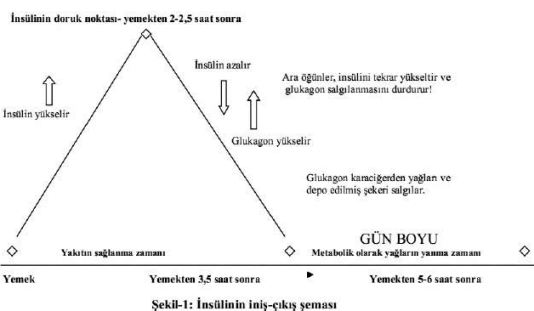 İnsülinin doruk noktası- yemekten 2-2,5 saat sonra
İnsülin azalır
Ara öğünler, insülini tekrar yükseltir ve
glukagon salgılanmasını durdurur!
İnsülin yükselir
Glukagon yükselir
Glukagon karaciğerden yağları ve
depo edilmiş şekeri salgılar.
GÜN BOYU
Yakıtın sağlanma zamanı
Metabolik olarak yağların yanma zamanı
Yemek
Yemekten 3,5 saat sonra
Yemekten 5-6 saat sonra
Şekil-1: İnsülinin iniş-çıkış şeması